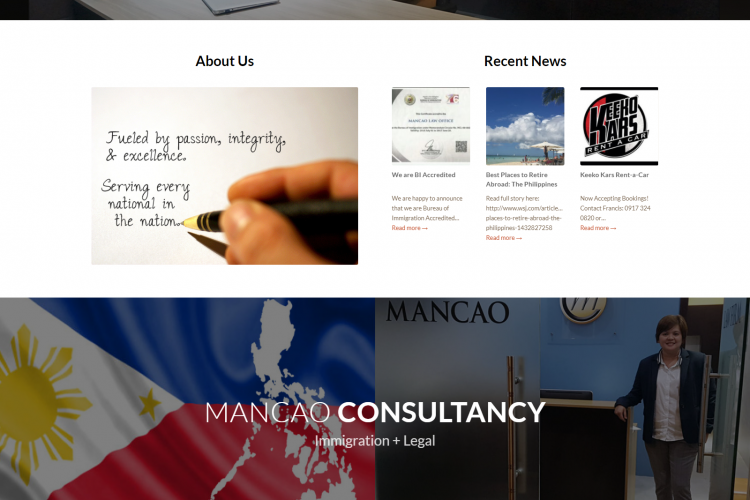 About Us
Recent News
Fueled by passion, integrity,
& excellence.
Serving every
national in
the nation.
MANCAO LAW OFFICE
KEEKO
KARS
RENT A CAR
We are BI Accredited
Best Places to Retire
Abroad: The Philippines
Keeko Kars Rent-a-Car
We are happy to announce
that we are Bureau of
Immigration Accredited...
Read more →
Read full story here:
http://www.wsj.com/article...
places-to-retire-abroad-the-
philippines-1432827258
Read more →
Now Accepting Bookings!
Contact Francis: 0917 324
0820 or...
Read more →
MANCAO
MANCAO CONSULTANCY
Immigration + Legal